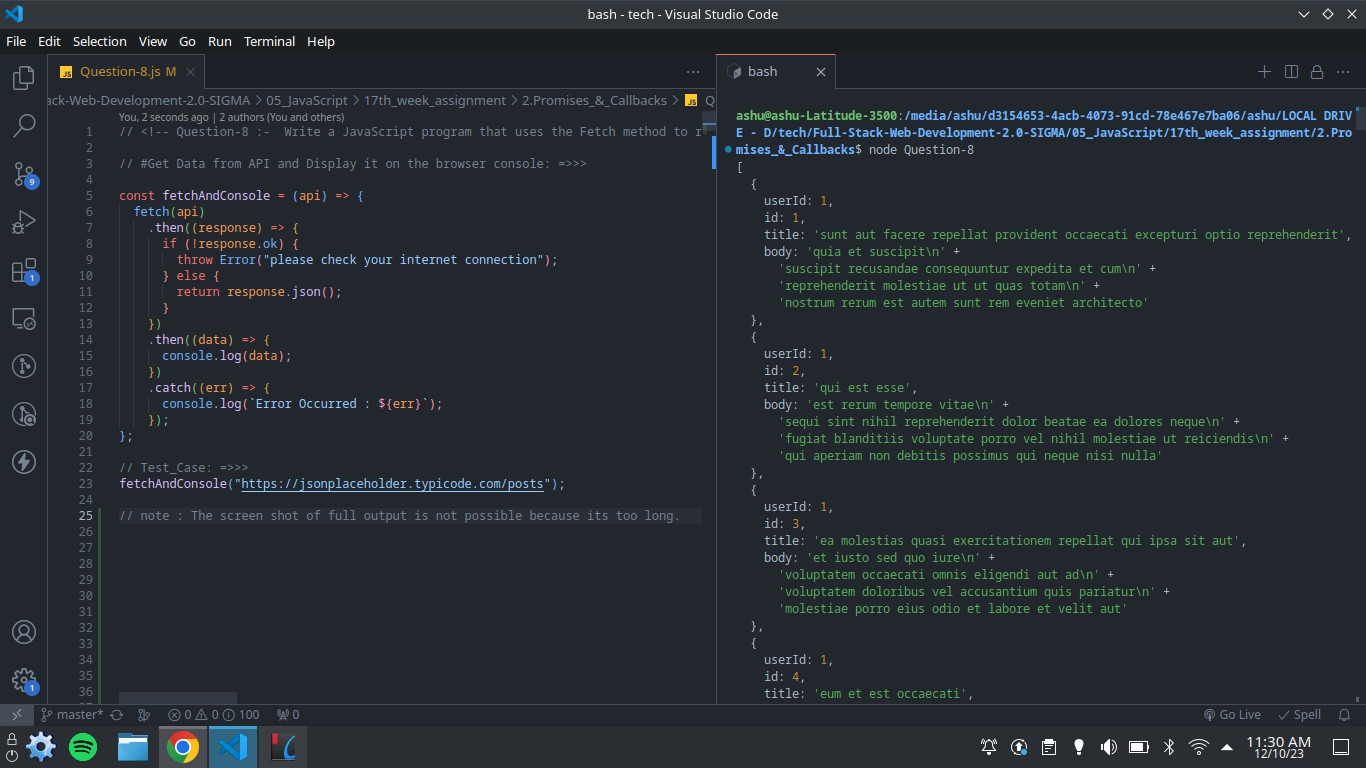 bash - tech - Visual Studio Code
File Edit Selection View Go Run Terminal Help
JS Question-8.js M
bash
ack-Web-Development-2.0-SIGMA > 05_JavaScript > 17th_week_assignment > 2.Promises_&_Callbacks > JS Q
You, 2 seconds ago | 2 authors (You and others)
1 // <!-- Question-8 :-  Write a JavaScript program that uses the Fetch method to r
2
3 // #Get Data from API and Display it on the browser console: =>>>
4
5 const fetchAndConsole = (api) => {
6   fetch(api)
7     .then((response) => {
8       if (!response.ok) {
9         throw Error("please check your internet connection");
10       } else {
11         return response.json();
12       }
13     })
14     .then((data) => {
15       console.log(data);
16     })
17     .catch((err) => {
18       console.log(`Error Occurred : ${err}`);
19     });
20 };
21
22 // Test_Case: =>>>
23 fetchAndConsole("https://jsonplaceholder.typicode.com/posts");
24
25 // note : The screen shot of full output is not possible because its too long.
26
27
28
29
30
31
32
33
34
35
36
ashu@ashu-Latitude-3500:/media/ashu/d3154653-4acb-4073-91cd-78e467e7ba06/ashu/LOCAL DRIV
E - D/tech/Full-Stack-Web-Development-2.0-SIGMA/05_JavaScript/17th_week_assignment/2.Pro
mises_&_Callbacks$ node Question-8
[
  {
    userId: 1,
    id: 1,
    title: 'sunt aut facere repellat provident occaecati excepturi optio reprehenderit',
    body: 'quia et suscipit\n' +
      'suscipit recusandae consequuntur expedita et cum\n' +
      'reprehenderit molestiae ut ut quas totam\n' +
      'nostrum rerum est autem sunt rem eveniet architecto'
  },
  {
    userId: 1,
    id: 2,
    title: 'qui est esse',
    body: 'est rerum tempore vitae\n' +
      'sequi sint nihil reprehenderit dolor beatae ea dolores neque\n' +
      'fugiat blanditiis voluptate porro vel nihil molestiae ut reiciendis\n' +
      'qui aperiam non debitis possimus qui neque nisi nulla'
  },
  {
    userId: 1,
    id: 3,
    title: 'ea molestias quasi exercitationem repellat qui ipsa sit aut',
    body: 'et iusto sed quo iure\n' +
      'voluptatem occaecati omnis eligendi aut ad\n' +
      'voluptatem doloribus vel accusantium quis pariatur\n' +
      'molestiae porro eius odio et labore et velit aut'
  },
  {
    userId: 1,
    id: 4,
    title: 'eum et est occaecati',
9
1
1
master* 0 0 100 0
Go Live Spell
11:30 AM
12/10/23